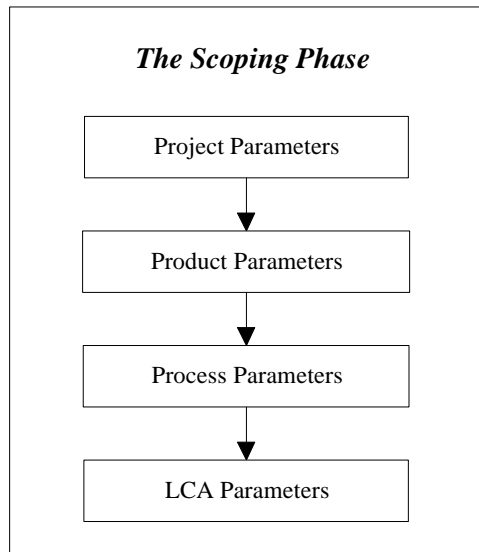 The Scoping Phase
Project Parameters
Product Parameters
Process Parameters
LCA Parameters